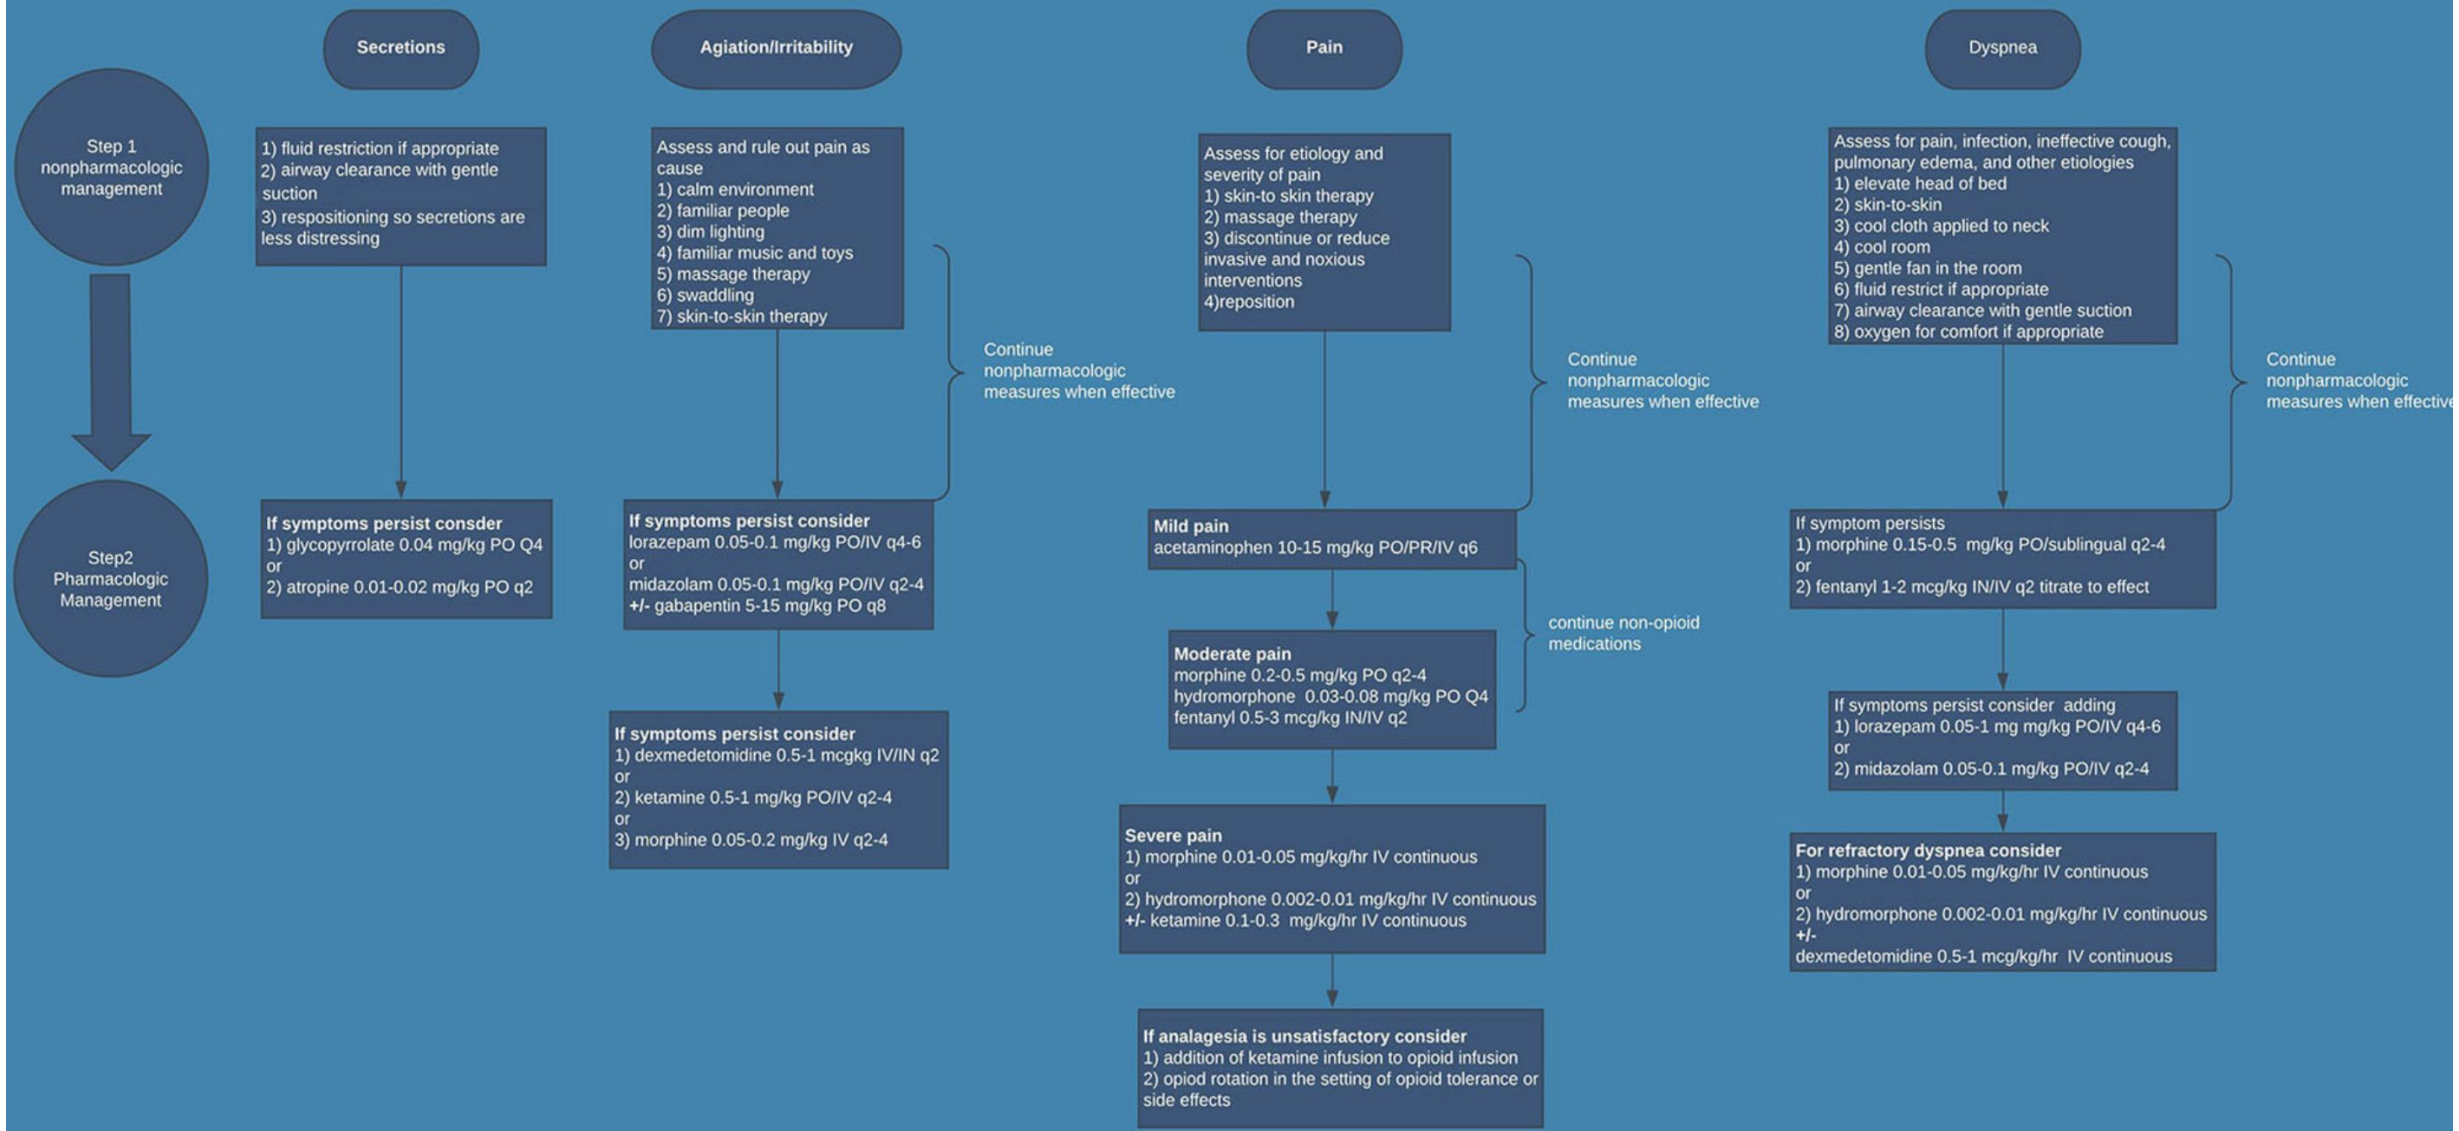 Secretions
Agiation/Irritability
Pain
Dyspnea
Step 1
nonpharmacologic
management
1) fluid restriction if appropriate
2) airway clearance with gentle
suction
3) respositioning so secretions are
less distressing
Assess and rule out pain as
cause
1) calm environment
2) familiar people
3) dim lighting
4) familiar music and toys
5) massage therapy
6) swaddling
7) skin-to-skin therapy
Continue
nonpharmacologic
measures when effective
Assess for etiology and
severity of pain
1) skin-to skin therapy
2) massage therapy
3) discontinue or reduce
invasive and noxious
interventions
4)reposition
Continue
nonpharmacologic
measures when effective
Assess for pain, infection, ineffective cough,
pulmonary edema, and other etiologies
1) elevate head of bed
2) skin-to-skin
3) cool cloth applied to neck
4) cool room
5) gentle fan in the room
6) fluid restrict if appropriate
7) airway clearance with gentle suction
8) oxygen for comfort if appropriate
Continue
nonpharmacologic
measures when effective
Step2
Pharmacologic
Management
If symptoms persist consder
1) glycopyrrolate 0.04 mg/kg PO Q4
or
2) atropine 0.01-0.02 mg/kg PO q2
If symptoms persist consider
lorazepam 0.05-0.1 mg/kg PO/IV q4-6
or
midazolam 0.05-0.1 mg/kg PO/IV q2-4
+/- gabapentin 5-15 mg/kg PO q8
If symptoms persist consider
1) dexmedetomidine 0.5-1 mcgkg IV/IN q2
or
2) ketamine 0.5-1 mg/kg PO/IV q2-4
or
3) morphine 0.05-0.2 mg/kg IV q2-4
Mild pain
acetaminophen 10-15 mg/kg PO/PR/IV q6
continue non-opioid
medications
Moderate pain
morphine 0.2-0.5 mg/kg PO q2-4
hydromorphone 0.03-0.08 mg/kg PO Q4
fentanyl 0.5-3 mcg/kg IN/IV q2
Severe pain
1) morphine 0.01-0.05 mg/kg/hr IV continuous
or
2) hydromorphone 0.002-0.01 mg/kg/hr IV continuous
+/- ketamine 0.1-0.3 mg/kg/hr IV continuous
If analagesia is unsatisfactory consider
1) addition of ketamine infusion to opioid infusion
2) opiod rotation in the setting of opioid tolerance or
side effects
If symptom persists
1) morphine 0.15-0.5 mg/kg PO/sublingual q2-4
or
2) fentanyl 1-2 mcg/kg IN/IV q2 titrate to effect
If symptoms persist consider adding
1) lorazepam 0.05-1 mg mg/kg PO/IV q4-6
or
2) midazolam 0.05-0.1 mg/kg PO/IV q2-4
For refractory dyspnea consider
1) morphine 0.01-0.05 mg/kg/hr IV continuous
or
2) hydromorphone 0.002-0.01 mg/kg/hr IV continuous
+/-
dexmedetomidine 0.5-1 mcg/kg/hr IV continuous